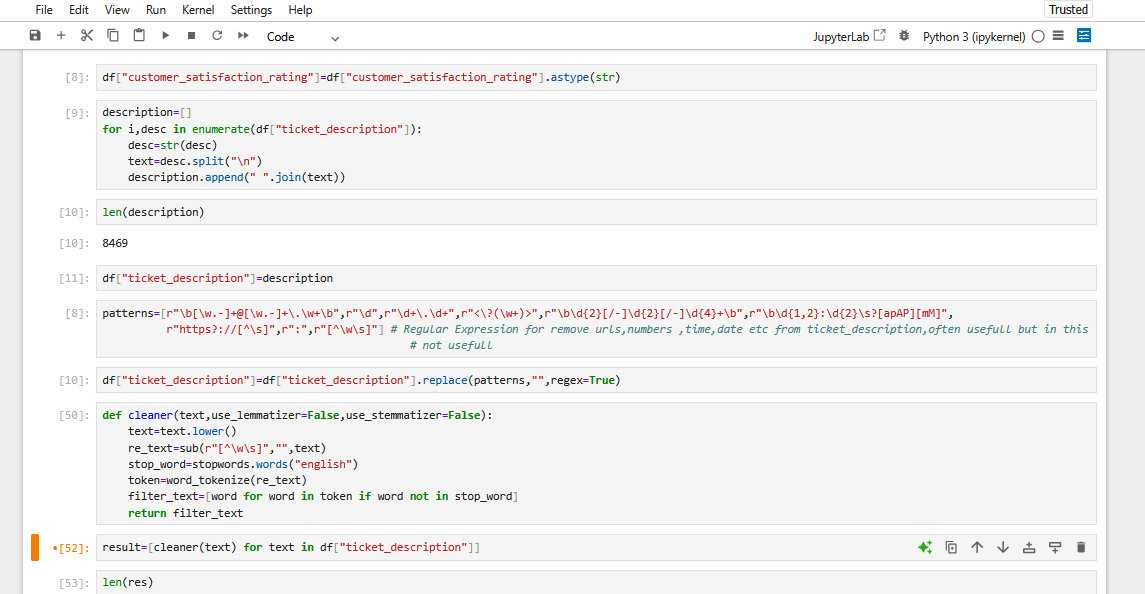 File Edit View Run Kernel Settings Help Trusted
Code JupyterLab Python 3 (ipykernel)
[8]: df["customer_satisfaction_rating"]=df["customer_satisfaction_rating"].astype(str)
[9]: description=[]
for i,desc in enumerate(df["ticket_description"]):
    desc=str(desc)
    text=desc.split("\n")
    description.append(" ".join(text))
[10]: len(description)
[10]: 8469
[11]: df["ticket_description"]=description
[8]: patterns=[r"\b[\w.-]+@[\w.-]+\.\w+\b",r"\d",r"\d+\.\d+",r"<\?(\w+)>",r"\b\d{2}[/-]\d{2}[/-]\d{4}+\b",r"\b\d{1,2}:\d{2}\s?[apAP][mM]",
r"https?://[^\s]",r":",r"[^\w\s]"] # Regular Expression for remove urls,numbers ,time,date etc from ticket_description,often usefull but in this
# not usefull
[10]: df["ticket_description"]=df["ticket_description"].replace(patterns,"",regex=True)
[50]: def cleaner(text,use_lemmatizer=False,use_stemmatizer=False):
    text=text.lower()
    re_text=sub(r"[^\w\s]","",text)
    stop_word=stopwords.words("english")
    token=word_tokenize(re_text)
    filter_text=[word for word in token if word not in stop_word]
    return filter_text
•[52]: result=[cleaner(text) for text in df["ticket_description"]]
[53]: len(res)